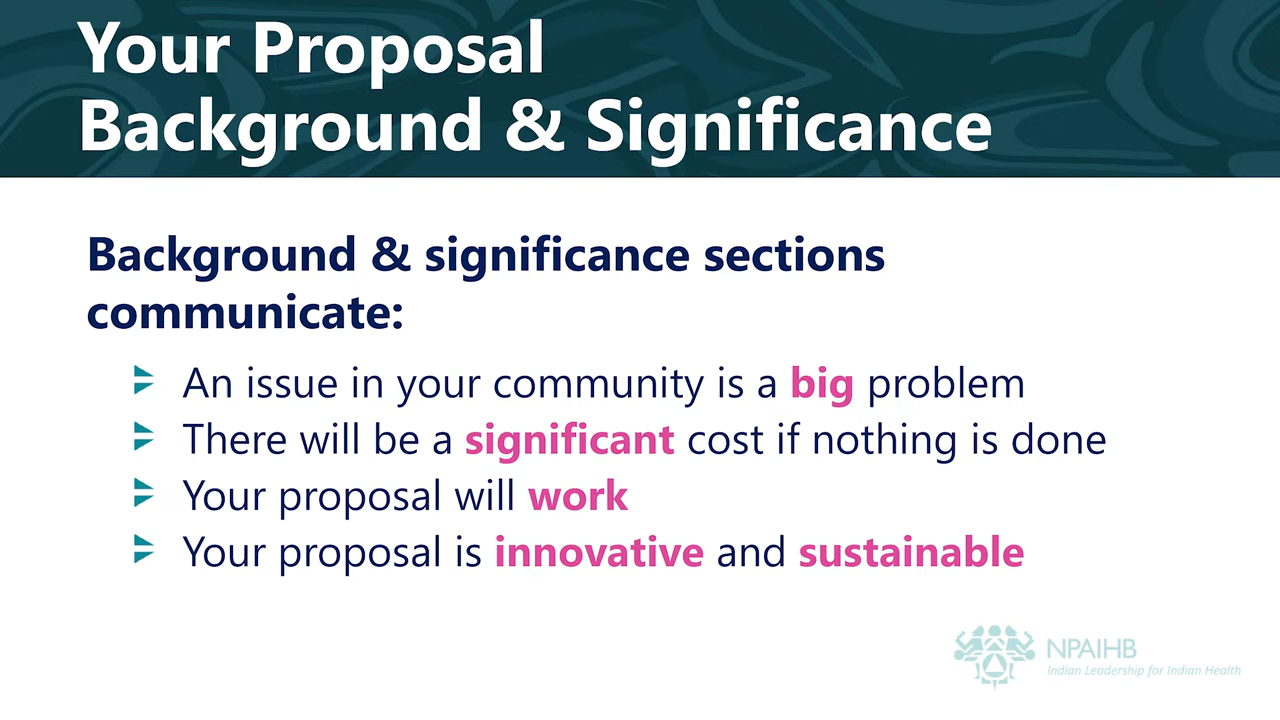 Your Proposal
Background & Significance
Background & significance sections
communicate:
An issue in your community is a big problem
There will be a significant cost if nothing is done
Your proposal will work
Your proposal is innovative and sustainable
NPAIHB
Indian Leadership for Indian Health